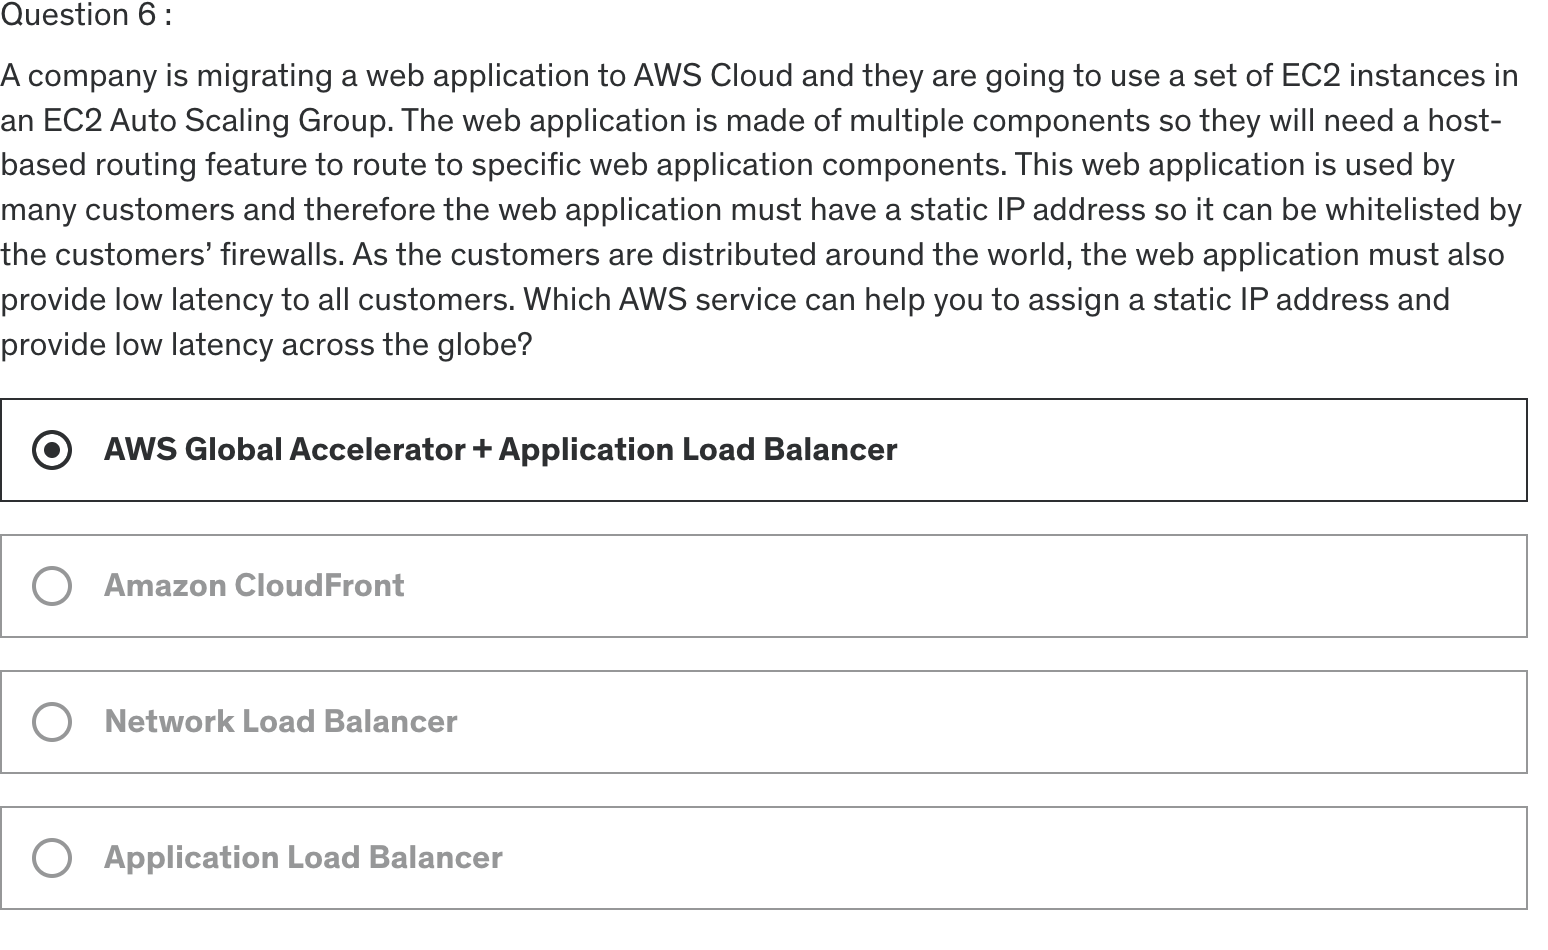 Question 6 :
A company is migrating a web application to AWS Cloud and they are going to use a set of EC2 instances in
an EC2 Auto Scaling Group. The web application is made of multiple components so they will need a host-
based routing feature to route to specific web application components. This web application is used by
many customers and therefore the web application must have a static IP address so it can be whitelisted by
the customers’ firewalls. As the customers are distributed around the world, the web application must also
provide low latency to all customers. Which AWS service can help you to assign a static IP address and
provide low latency across the globe?
AWS Global Accelerator + Application Load Balancer
Amazon CloudFront
Network Load Balancer
Application Load Balancer